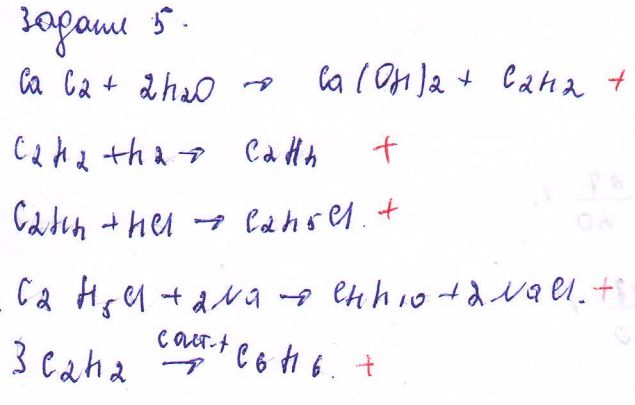 Задание 5.
CaC2 + 2H2O → Ca(OH)2 + C2H2 +
C2H2 + H2 → C2H4 +
C2H4 + HCl → C2H5Cl. +
C2H5Cl + 2Na → C4H10 + 2NaCl. +
3C2H2 → C6H6. +